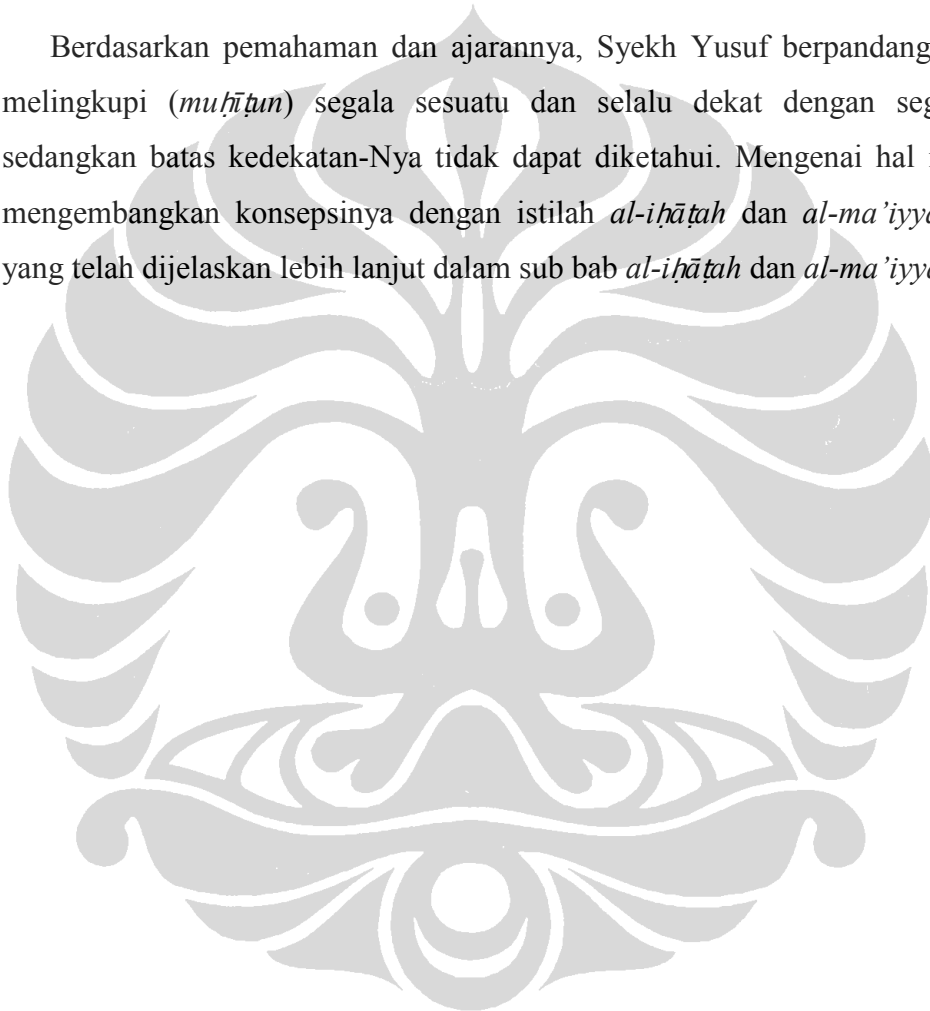 Berdasarkan pemahaman dan ajarannya, Syekh Yusuf berpandang
melingkupi (muḥīṭun) segala sesuatu dan selalu dekat dengan seg
sedangkan batas kedekatan-Nya tidak dapat diketahui. Mengenai hal
mengembangkan konsepsinya dengan istilah al-iḥāṭah dan al-ma’iyy
yang telah dijelaskan lebih lanjut dalam sub bab al-iḥāṭah dan al-ma’iyy